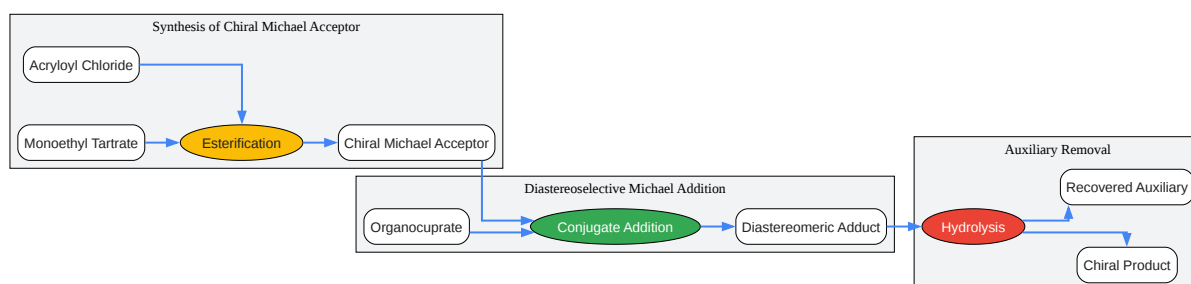 Synthesis of Chiral Michael Acceptor
Acryloyl Chloride
Monoethyl Tartrate
Esterification
Chiral Michael Acceptor
Diastereoselective Michael Addition
Organocuprate
Conjugate Addition
Diastereomeric Adduct
Auxiliary Removal
Hydrolysis
Recovered Auxiliary
Chiral Product